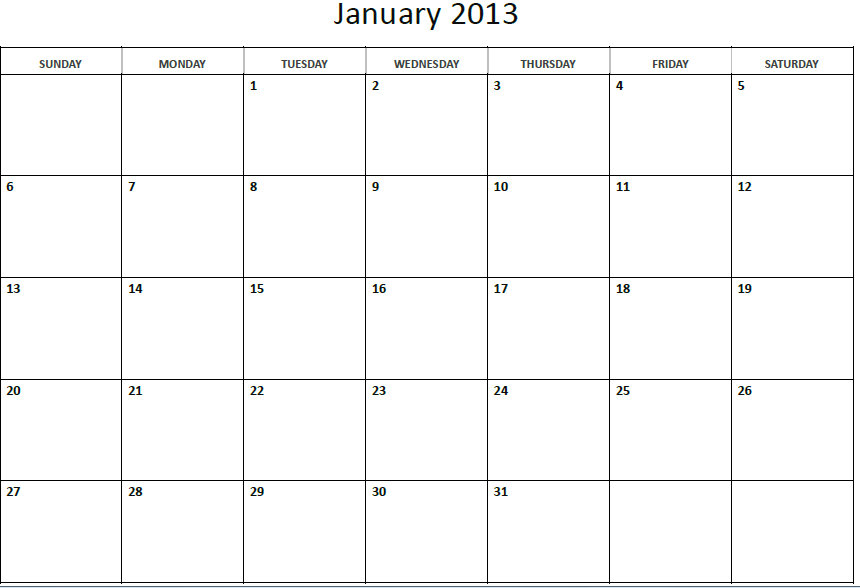 January 2013
SUNDAY MONDAY TUESDAY WEDNESDAY THURSDAY FRIDAY SATURDAY
1 2 3 4 5
6 7 8 9 10 11 12
13 14 15 16 17 18 19
20 21 22 23 24 25 26
27 28 29 30 31